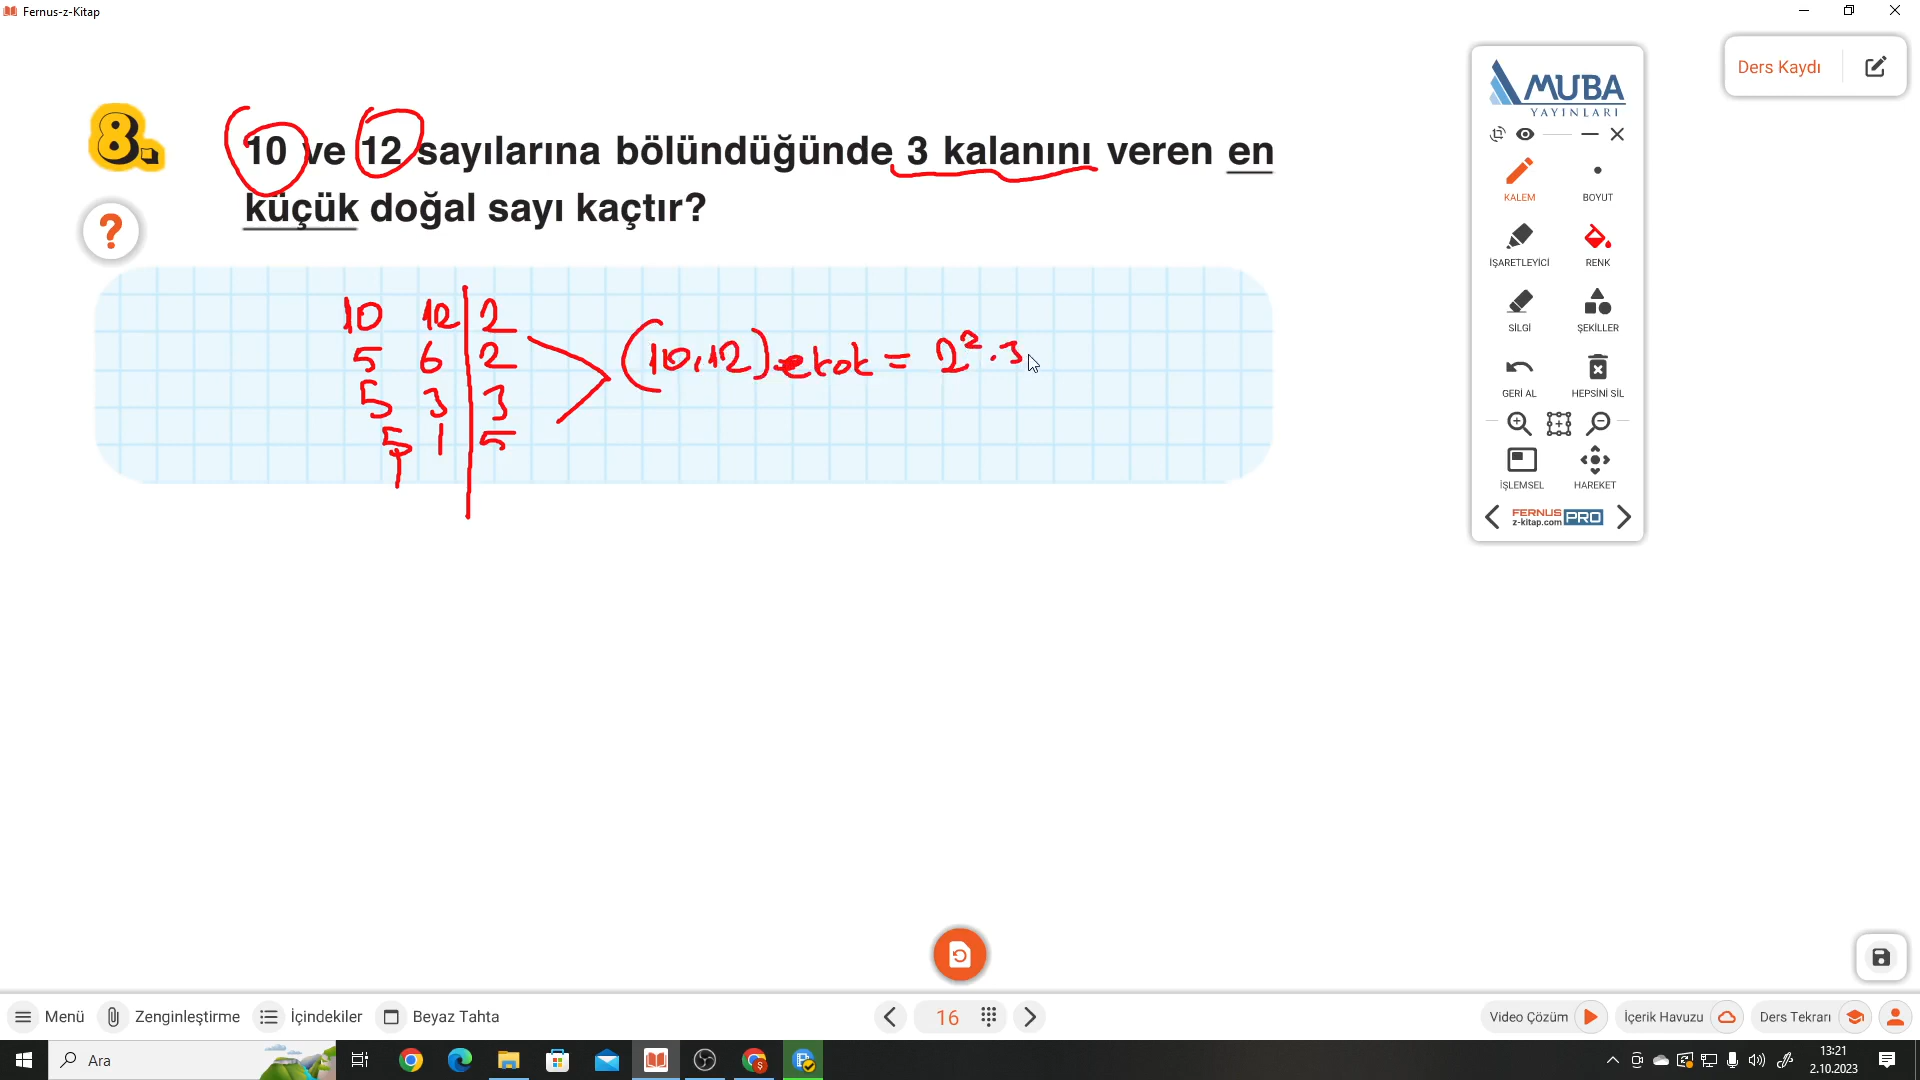 Fernus-z-Kitap
Ders Kaydı
MUBA
YAYINLARI
8.
10 ve 12 sayılarına bölündüğünde 3 kalanını veren en
küçük doğal sayı kaçtır?
?
KALEM
BOYUT
İŞARETLEYİCİ
RENK
SİLGİ
ŞEKİLLER
GERİ AL
HEPSİNİ SİL
İŞLEMSEL
HAREKET
FERNUS
z-kitap.com
PRO
10 12 2
5 6 2
5 3 3
5 1 5
1
(10,12)ekok = 2².3
Menü
Zenginleştirme
İçindekiler
Beyaz Tahta
16
Video Çözüm
İçerik Havuzu
Ders Tekrarı
Ara
13:21
2.10.2023